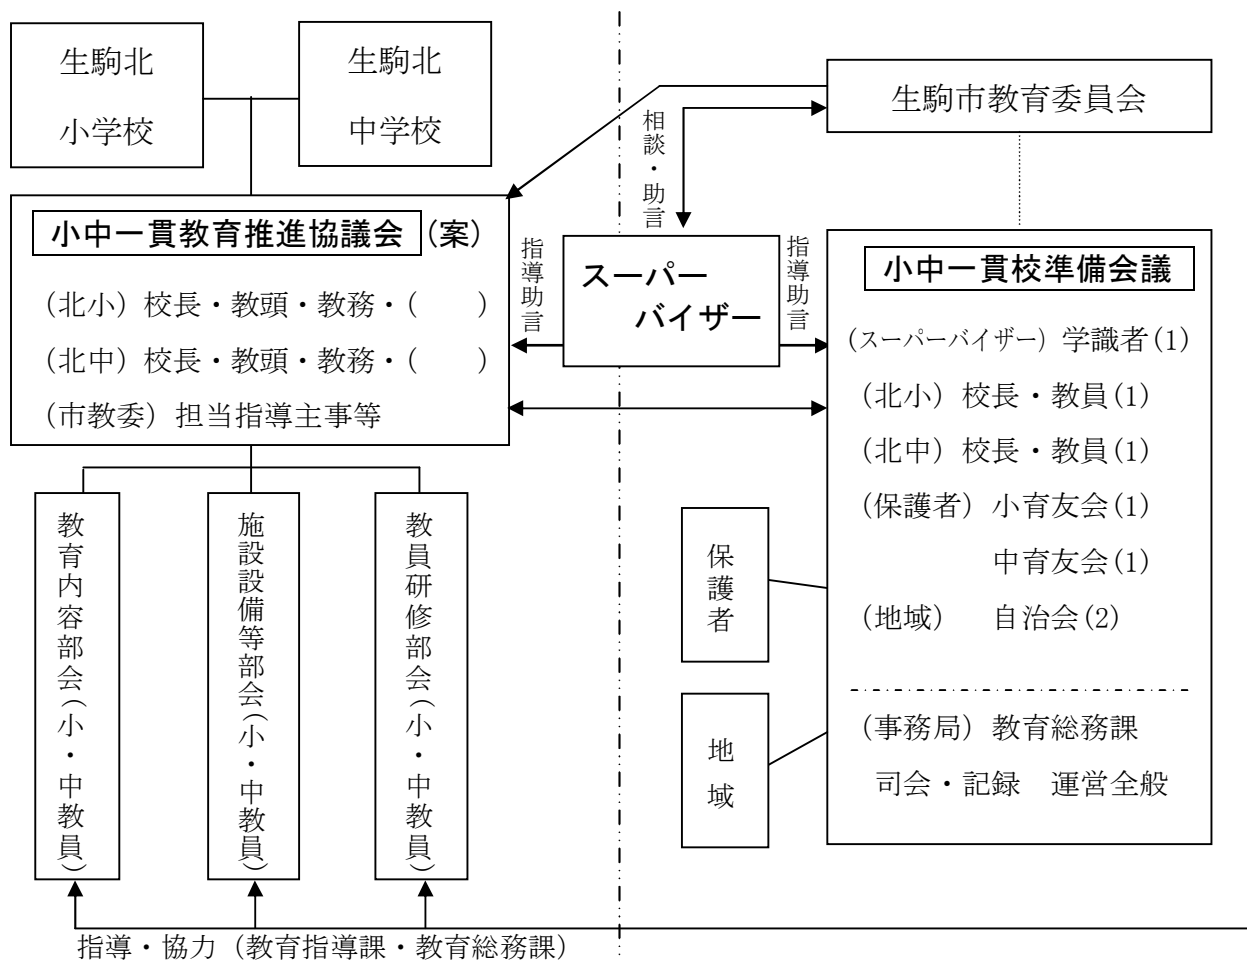 生駒北
小学校
生駒北
中学校
生駒市教育委員会
相談・助言
小中一貫教育推進協議会 (案)
(北小) 校長・教頭・教務・(　　)
(北中) 校長・教頭・教務・(　　)
(市教委) 担当指導主事等
指導助言
スーパー
バイザー
指導助言
小中一貫校準備会議
(スーパーバイザー) 学識者(1)
(北小) 校長・教員(1)
(北中) 校長・教員(1)
(保護者) 小育友会(1)
中育友会(1)
(地域)　自治会(2)
(事務局) 教育総務課
司会・記録　運営全般
教育内容部会(小・中教員)
施設設備等部会(小・中教員)
教員研修部会(小・中教員)
保護者
地域
指導・協力 (教育指導課・教育総務課)